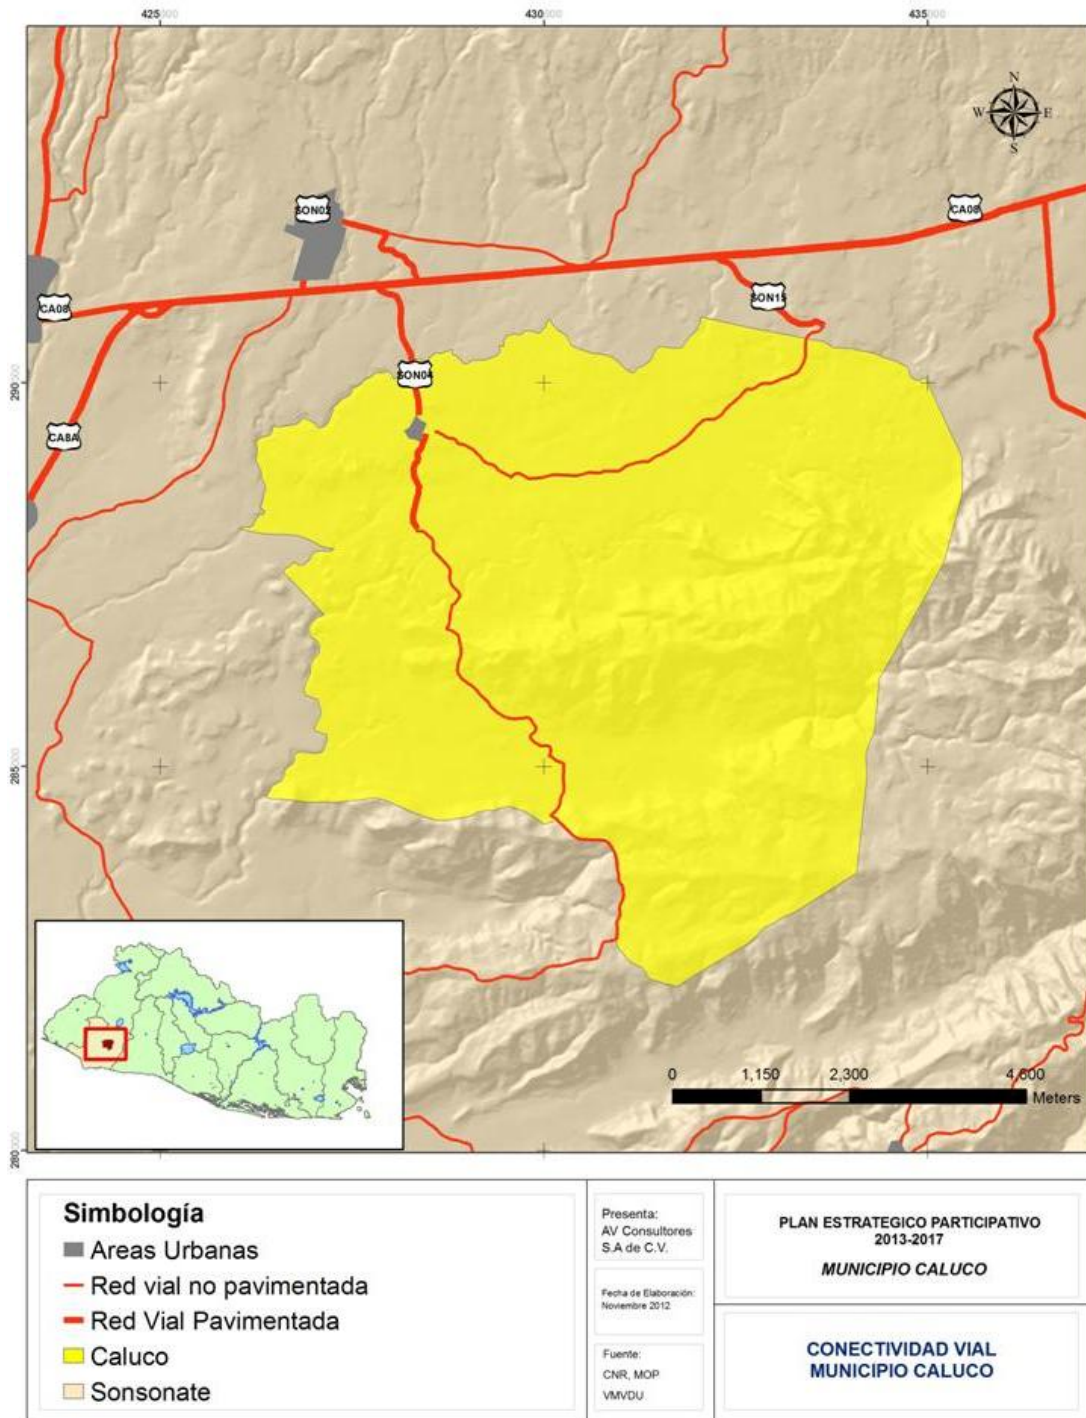 425000
430000
435000
N
W E
S
SON02
CA08
CA08
SON15
290000
SON04
CA8A
285000
0 1,150 2,300 4,600
Meters
280000
Simbología
Areas Urbanas
Red vial no pavimentada
Red Vial Pavimentada
Caluco
Sonsonate
Presenta:
AV Consultores
S.A de C.V.
Fecha de Elaboración:
Noviembre 2012
Fuente:
CNR, MOP
VMVDU
PLAN ESTRATEGICO PARTICIPATIVO
2013-2017
MUNICIPIO CALUCO
CONECTIVIDAD VIAL
MUNICIPIO CALUCO